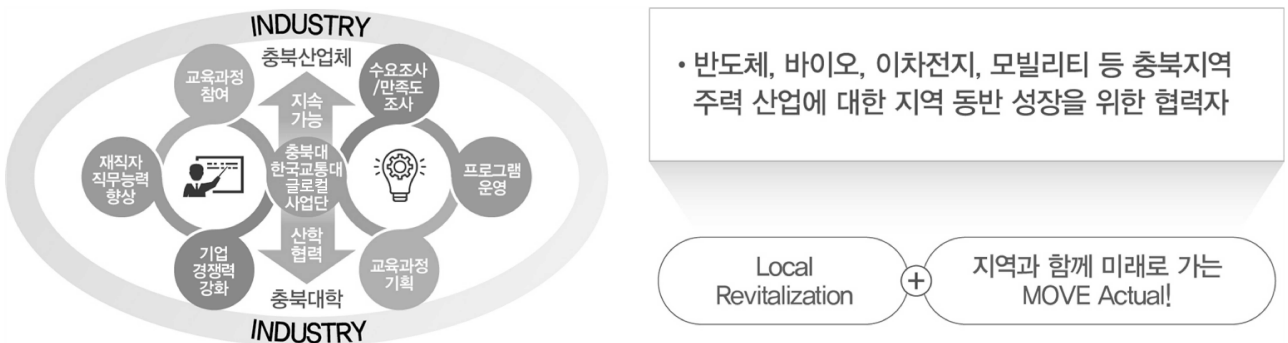 INDUSTRY
충북산업체
교육과정
참여
수요조사
/만족도
조사
지속
가능
재직자
직무능력
향상
충북대
한국교통대
글로컬
사업단
프로그램
운영
기업
경쟁력
강화
산학
협력
교육과정
기획
충북대학
INDUSTRY
• 반도체, 바이오, 이차전지, 모빌리티 등 충북지역
주력 산업에 대한 지역 동반 성장을 위한 협력자
Local
Revitalization
+
지역과 함께 미래로 가는
MOVE Actual!